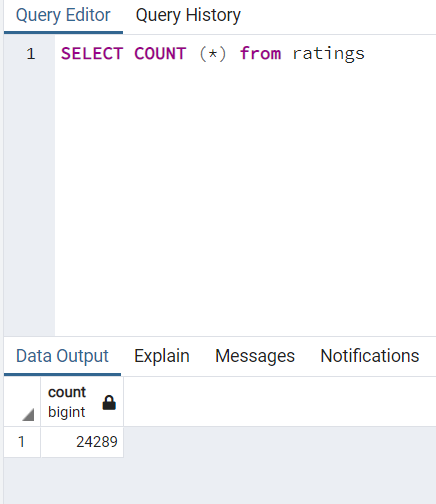 Query Editor Query History
1 SELECT COUNT (*) from ratings
Data Output Explain Messages Notifications
count
bigint
1 24289